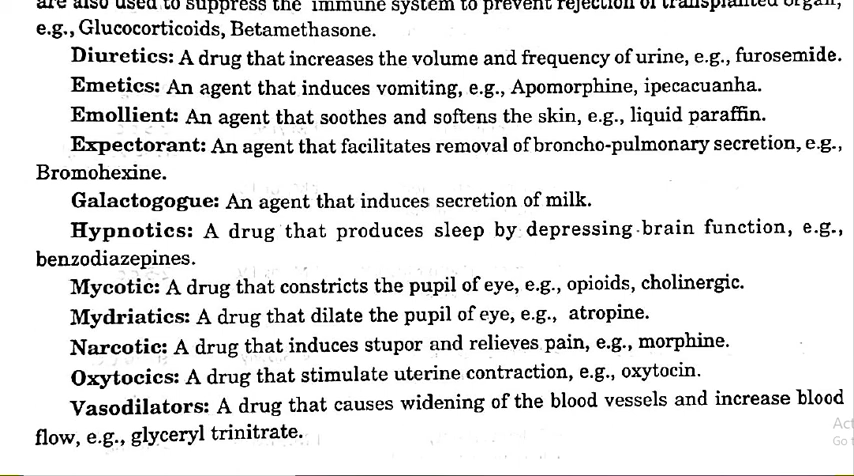 are also used to suppress the immune system to prevent rejection of transplanted organ,
e.g., Glucocorticoids, Betamethasone.
Diuretics: A drug that increases the volume and frequency of urine, e.g., furosemide.
Emetics: An agent that induces vomiting, e.g., Apomorphine, ipecacuanha.
Emollient: An agent that soothes and softens the skin, e.g., liquid paraffin.
Expectorant: An agent that facilitates removal of broncho-pulmonary secretion, e.g.,
Bromohexine.
Galactogogue: An agent that induces secretion of milk.
Hypnotics: A drug that produces sleep by depressing brain function, e.g.,
benzodiazepines.
Mycotic: A drug that constricts the pupil of eye, e.g., opioids, cholinergic.
Mydriatics: A drug that dilate the pupil of eye, e.g., atropine.
Narcotic: A drug that induces stupor and relieves pain, e.g., morphine.
Oxytocics: A drug that stimulate uterine contraction, e.g., oxytocin.
Vasodilators: A drug that causes widening of the blood vessels and increase blood
flow, e.g., glyceryl trinitrate.
Go